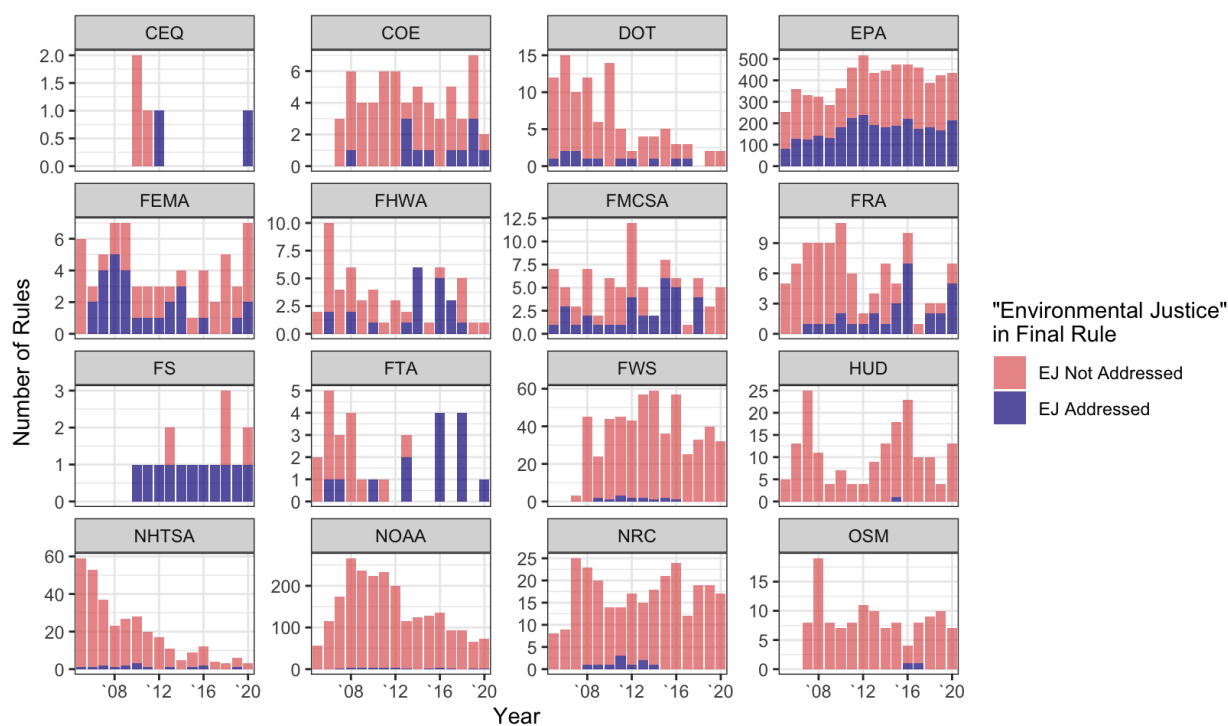 CEQ COE DOT EPA
2.0 1.5 1.0 0.5 0.0
6 4 2 0
15 10 5 0
500 400 300 200 100 0
FEMA FHWA FMCSA FRA
6 4 2 0
10.0 7.5 5.0 2.5 0.0
12.5 10.0 7.5 5.0 2.5 0.0
9 6 3 0
FS FTA FWS HUD
3 2 1 0
5 4 3 2 1 0
60 40 20 0
25 20 15 10 5 0
NHTSA NOAA NRC OSM
60 40 20 0
200 100 0
25 20 15 10 5 0
15 10 5 0
`08 `12 `16 `20 `08 `12 `16 `20 `08 `12 `16 `20 `08 `12 `16 `20
Year
Number of Rules
"Environmental Justice"
in Final Rule
EJ Not Addressed
EJ Addressed